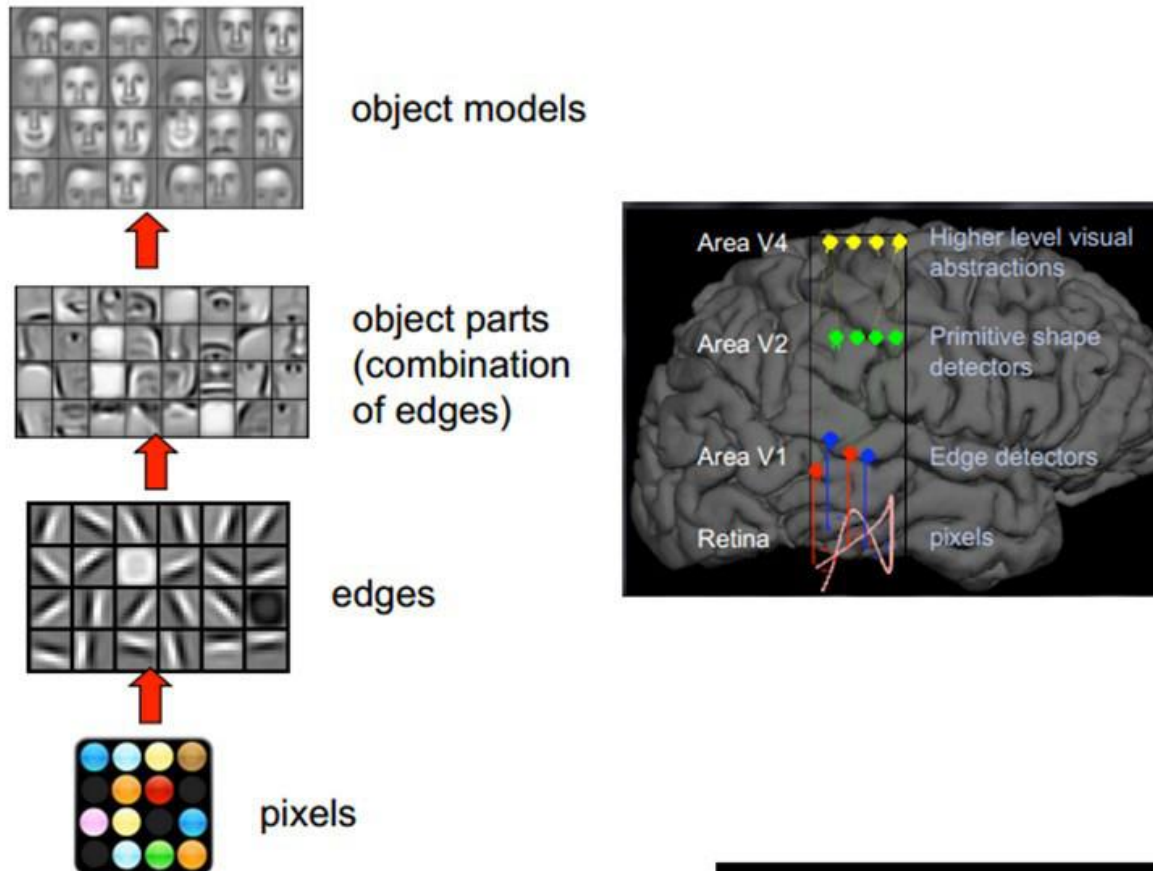 object models
object parts
(combination
of edges)
edges
pixels
Area V4
Higher level visual
abstractions
Area V2
Primitive shape
detectors
Area V1
Edge detectors
Retina
pixels